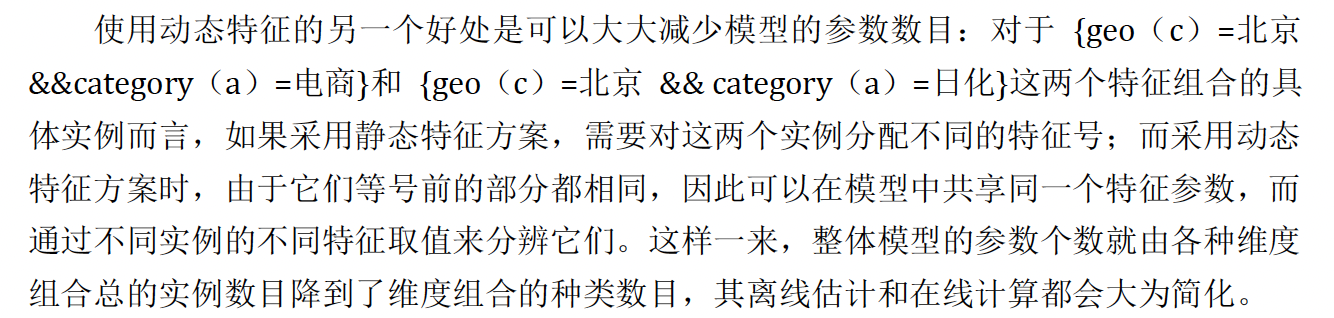 使用动态特征的另一个好处是可以大大减少模型的参数数目：对于 {geo（c）=北京
&&category（a）=电商}和 {geo（c）=北京 && category（a）=日化}这两个特征组合的具
体实例而言，如果采用静态特征方案，需要对这两个实例分配不同的特征号；而采用动态
特征方案时，由于它们等号前的部分都相同，因此可以在模型中共享同一个特征参数，而
通过不同实例的不同特征取值来分辨它们。这样一来，整体模型的参数个数就由各种维度
组合总的实例数目降到了维度组合的种类数目，其离线估计和在线计算都会大为简化。